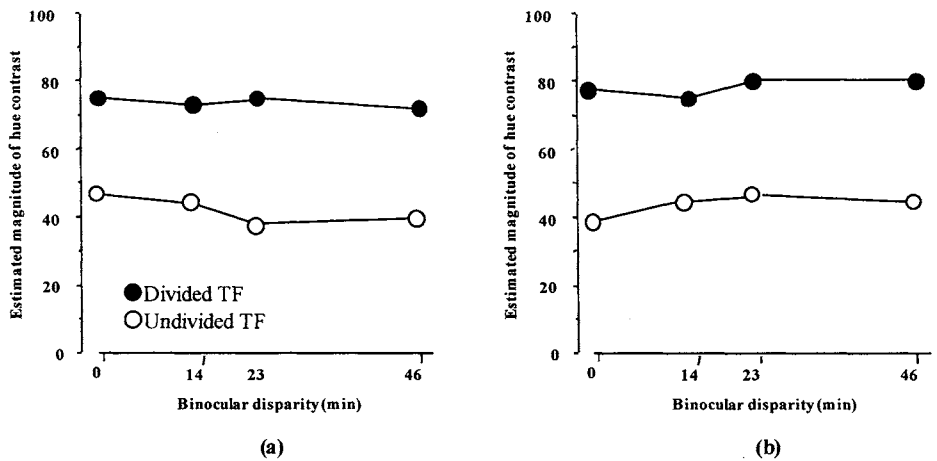 Estimated magnitude of hue contrast
100
80
60
40
20
0
Divided TF
Undivided TF
0 14 23 46
Binocular disparity (min)
(a)
Estimated magnitude of hue contrast
100
80
60
40
20
0
0 14 23 46
Binocular disparity (min)
(b)